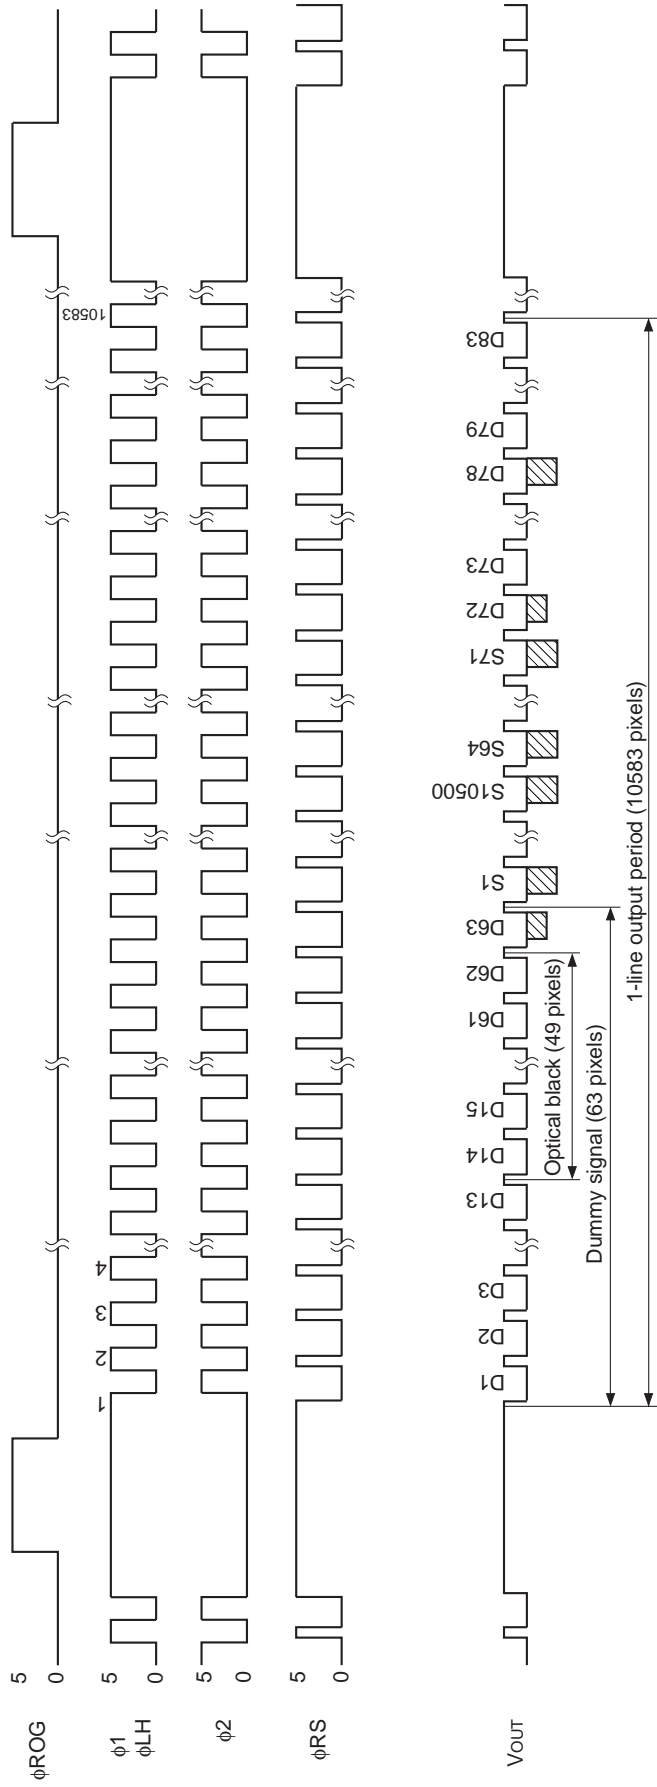 φROG
5
0
φ1
φLH
5
0
1
2
3
4
10583
φ2
5
0
φRS
5
0
VOUT
D1
D2
D3
D13
D14
D15
D61
D62
D63
S1
S10500
S64
S71
D72
D73
D78
D79
D83
Optical black (49 pixels)
Dummy signal (63 pixels)
1-line output period (10583 pixels)